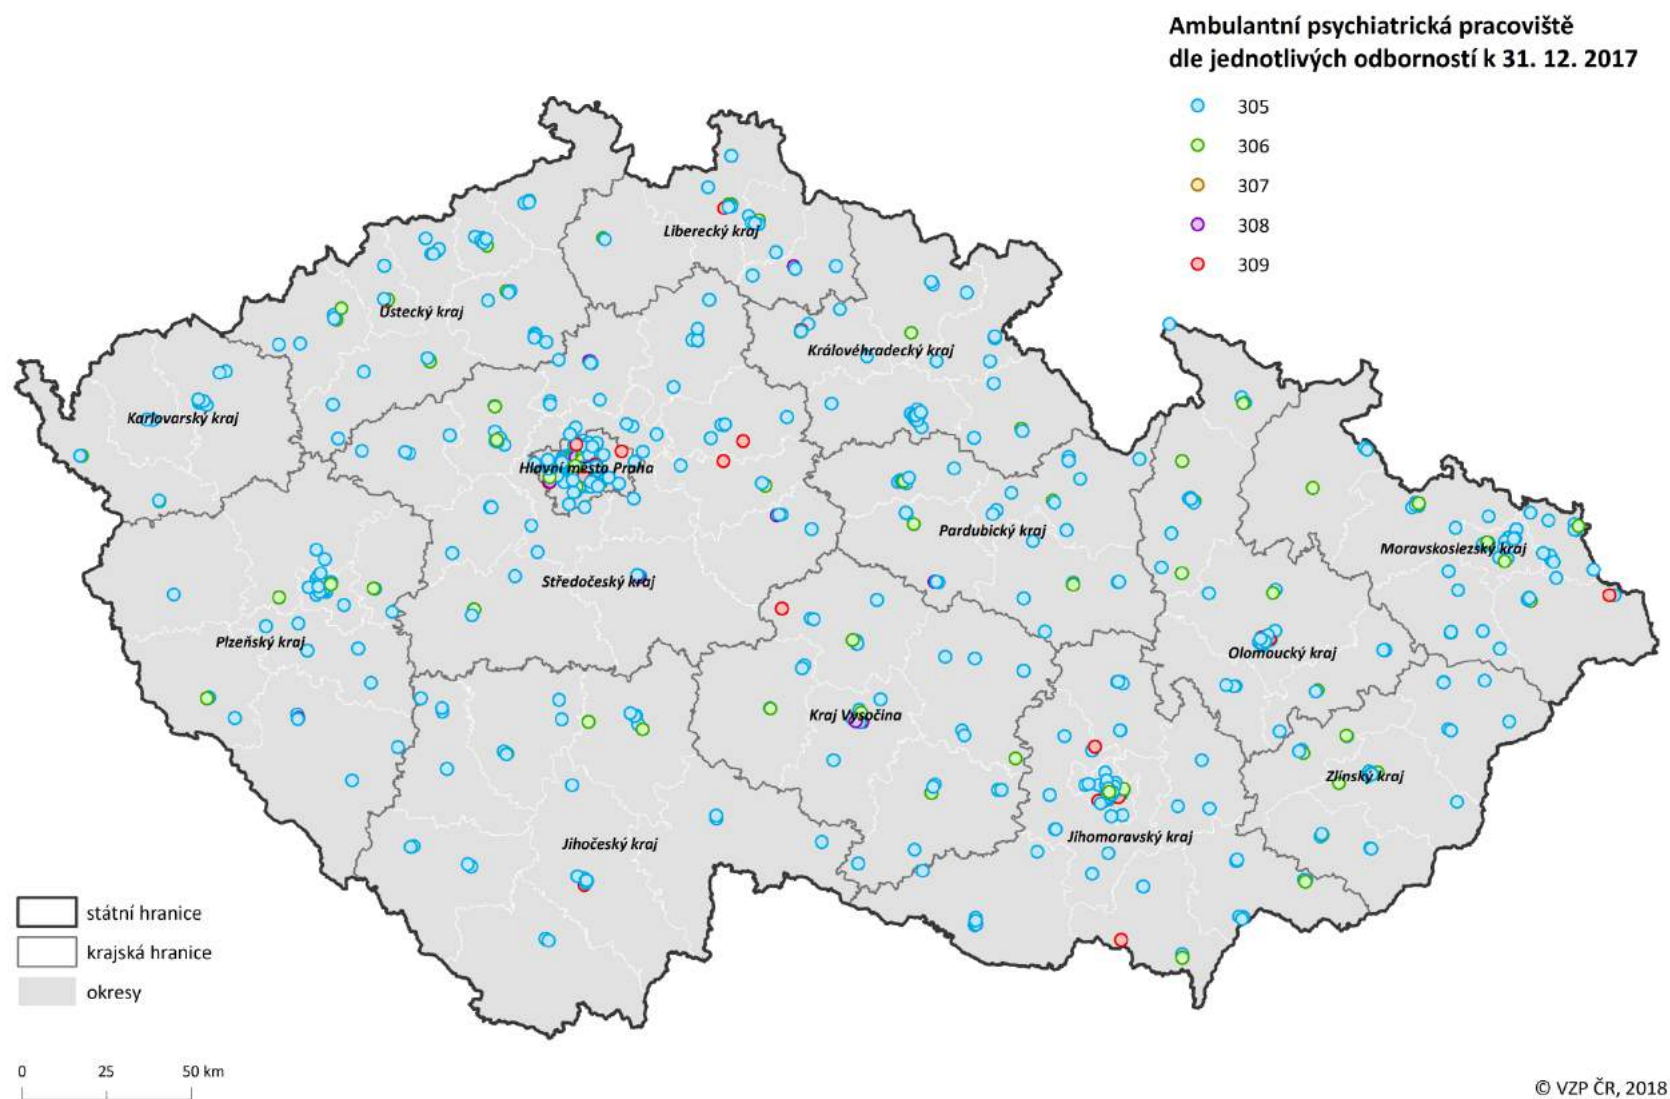 Ambulantní psychiatrická pracoviště
dle jednotlivých odborností k 31. 12. 2017
305
306
307
308
309
Liberecký kraj
Ústecký kraj
Královéhradecký kraj
Karlovarský kraj
Hlavní město Praha
Pardubický kraj
Moravskoslezský kraj
Středočeský kraj
Plzeňský kraj
Olomoucký kraj
Kraj Vysočina
Zlínský kraj
Jihomoravský kraj
Jihočeský kraj
státní hranice
krajská hranice
okresy
0 25 50 km
© VZP ČR, 2018